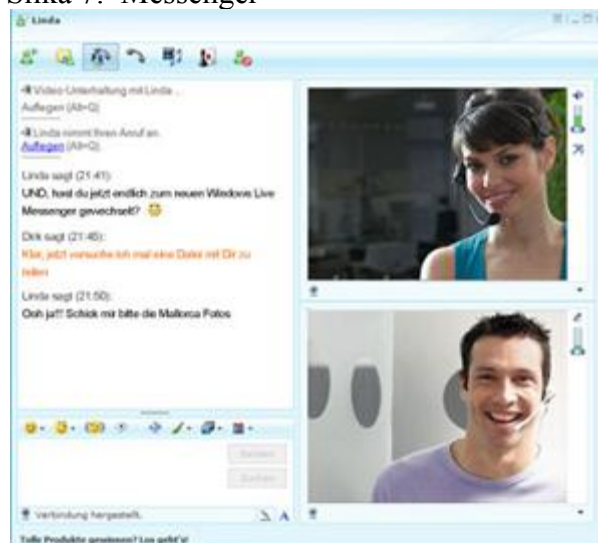 Slika 7. Messenger
Linda
Video-Unterhaltung mit Linda ...
Auflegen (Alt+Q)
Linda nimmt Ihren Anruf an.
Auflegen (Alt+Q)
Linda sagt (21:41):
UND, hast du jetzt endlich zum neuen Windows Live
Messenger gewechselt?
Dirk sagt (21:46):
Klar, jetzt versuche ich mal eine Datei mit Dir zu
teilen
Linda sagt (21:50):
Ooh ja!!! Schick mir bitte die Mallorca Fotos
Senden
Suchen
Verbindung hergestellt.
A
Tolle Produkte gewinnen? Los geht's!